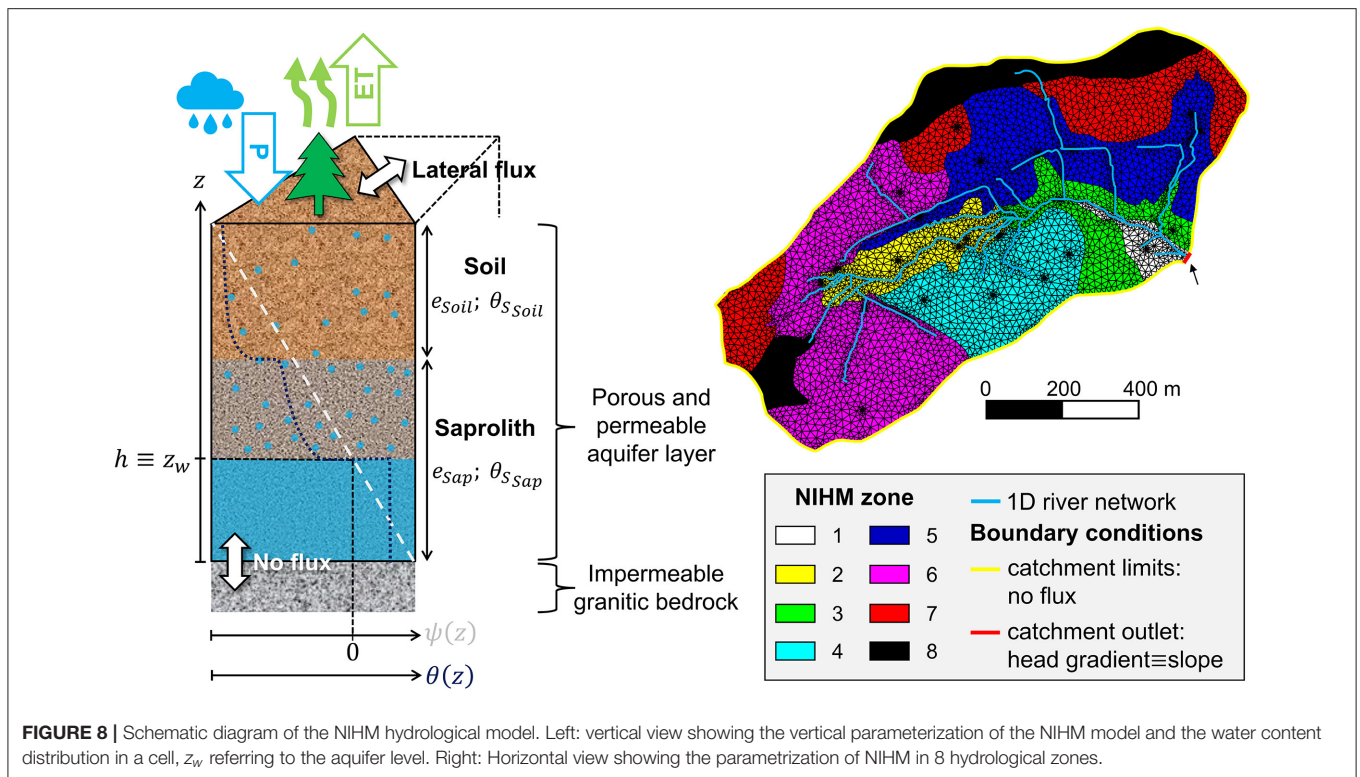 P
ET
Lateral flux
z
Soil
e_Soil; θ_S_Soil
Saprolith
e_Sap; θ_S_Sap
h ≡ z_w
No flux
Porous and
permeable
aquifer layer
Impermeable
granitic bedrock
ψ(z)
0
θ(z)
0 200 400 m
NIHM zone
1
2
3
4
5
6
7
8
1D river network
Boundary conditions
catchment limits:
no flux
catchment outlet:
head gradient≡slope
FIGURE 8 | Schematic diagram of the NIHM hydrological model. Left: vertical view showing the vertical parameterization of the NIHM model and the water content
distribution in a cell, z_w referring to the aquifer level. Right: Horizontal view showing the parametrization of NIHM in 8 hydrological zones.